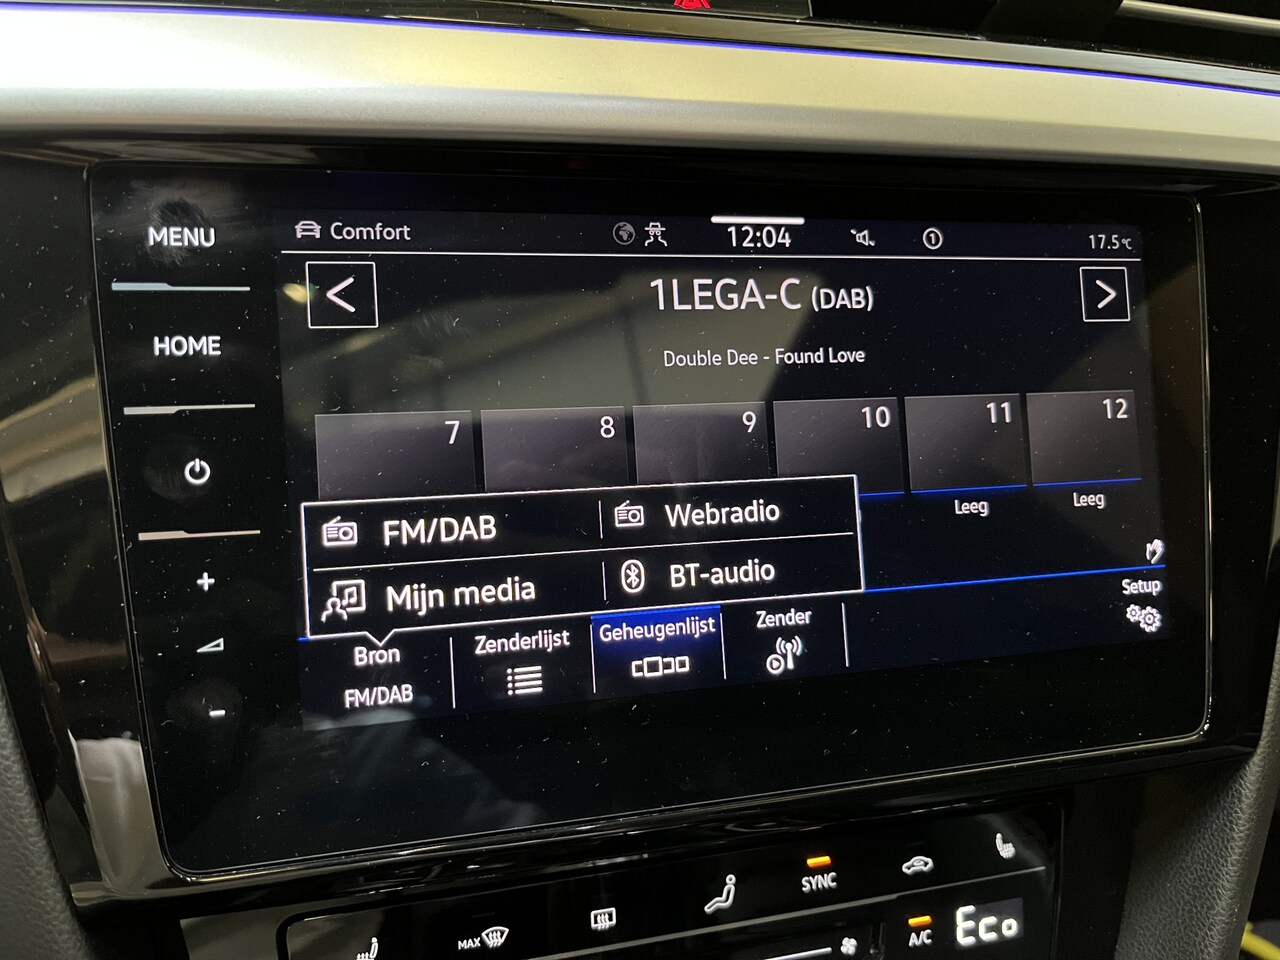 MENU
HOME
Comfort
12:04
1
17.5°C
<
1LEGA-C (DAB)
>
Double Dee - Found Love
7
8
9
10
11
12
Leeg
Leeg
FM/DAB
Webradio
Mijn media
BT-audio
Setup
Bron
FM/DAB
Zenderlijst
Geheugenlijst
Zender
+
-
MAX
SYNC
A/C
Eco